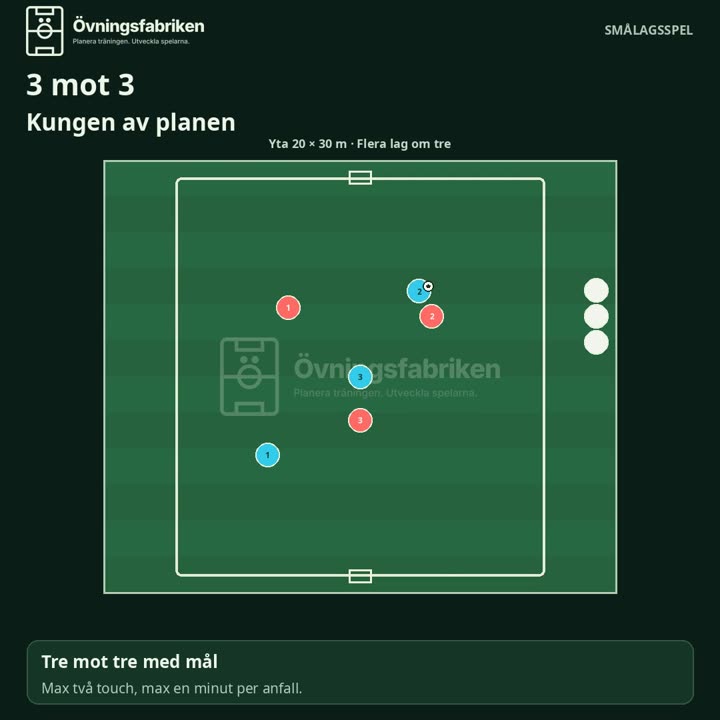 Övningsfabriken
Planera träningen. Utveckla spelarna.
SMÅLAGSSPEL
3 mot 3
Kungen av planen
Yta 20 × 30 m · Flera lag om tre
2
1
2
Övningsfabriken
3
Planera träningen. Utveckla spelarna.
3
1
Tre mot tre med mål
Max två touch, max en minut per anfall.